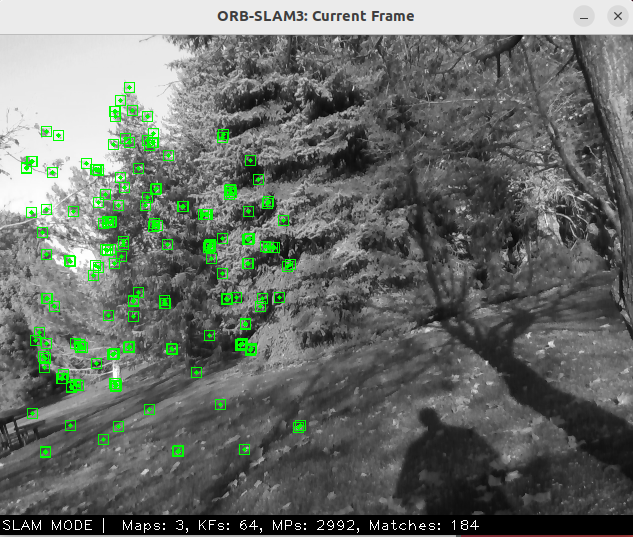 ORB-SLAM3: Current Frame
SLAM MODE | Maps: 3, KFs: 64, MPs: 2992, Matches: 184